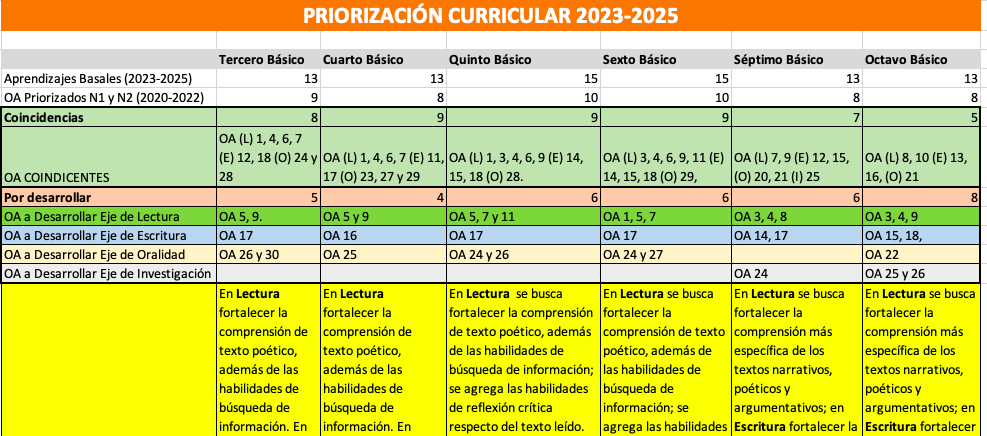 PRIORIZACIÓN CURRICULAR 2023-2025
Tercero Básico Cuarto Básico Quinto Básico Sexto Básico Séptimo Básico Octavo Básico
Aprendizajes Basales (2023-2025) 13 13 15 15 13 13
OA Priorizados N1 y N2 (2020-2022) 9 8 10 10 8 8
Coincidencias 8 9 9 9 7 5
OA COINDICENTES
OA (L) 1, 4, 6, 7
(E) 12, 18 (O) 24 y
28
OA (L) 1, 4, 6, 7 (E) 11,
17 (O) 23, 27 y 29
OA (L) 1, 3, 4, 6, 9 (E) 14,
15, 18 (O) 28.
OA (L) 3, 4, 6, 9, 11 (E)
14, 15, 18 (O) 29,
OA (L) 7, 9 (E) 12, 15,
(O) 20, 21 (I) 25
OA (L) 8, 10 (E) 13,
16, (O) 21
Por desarrollar 5 4 6 6 6 8
OA a Desarrollar Eje de Lectura OA 5, 9. OA 5 y 9 OA 5, 7 y 11 OA 1, 5, 7 OA 3, 4, 8 OA 3, 4, 9
OA a Desarrollar Eje de Escritura OA 17 OA 16 OA 17 OA 17 OA 14, 17 OA 15, 18,
OA a Desarrollar Eje de Oralidad OA 26 y 30 OA 25 OA 24 y 26 OA 24 y 27 OA 22
OA a Desarrollar Eje de Investigación OA 24 OA 25 y 26
En Lectura
fortalecer la
comprensión de
texto poético,
además de las
habilidades de
búsqueda de
información. En
En Lectura
fortalecer la
comprensión de
texto poético,
además de las
habilidades de
búsqueda de
información. En
En Lectura se busca
fortalecer la comprensión
de texto poético, además
de las habilidades de
búsqueda de información;
se agrega las habilidades
de reflexión crítica
respecto del texto leído.
En Lectura se busca
fortalecer la
comprensión de texto
poético, además de
las habilidades de
búsqueda de
información; se
agrega las habilidades
En Lectura se busca
fortalecer la
comprensión más
específica de los
textos narrativos,
poéticos y
argumentativos; en
Escritura fortalecer la
En Lectura se busca
fortalecer la
comprensión más
específica de los
textos narrativos,
poéticos y
argumentativos; en
Escritura fortalecer